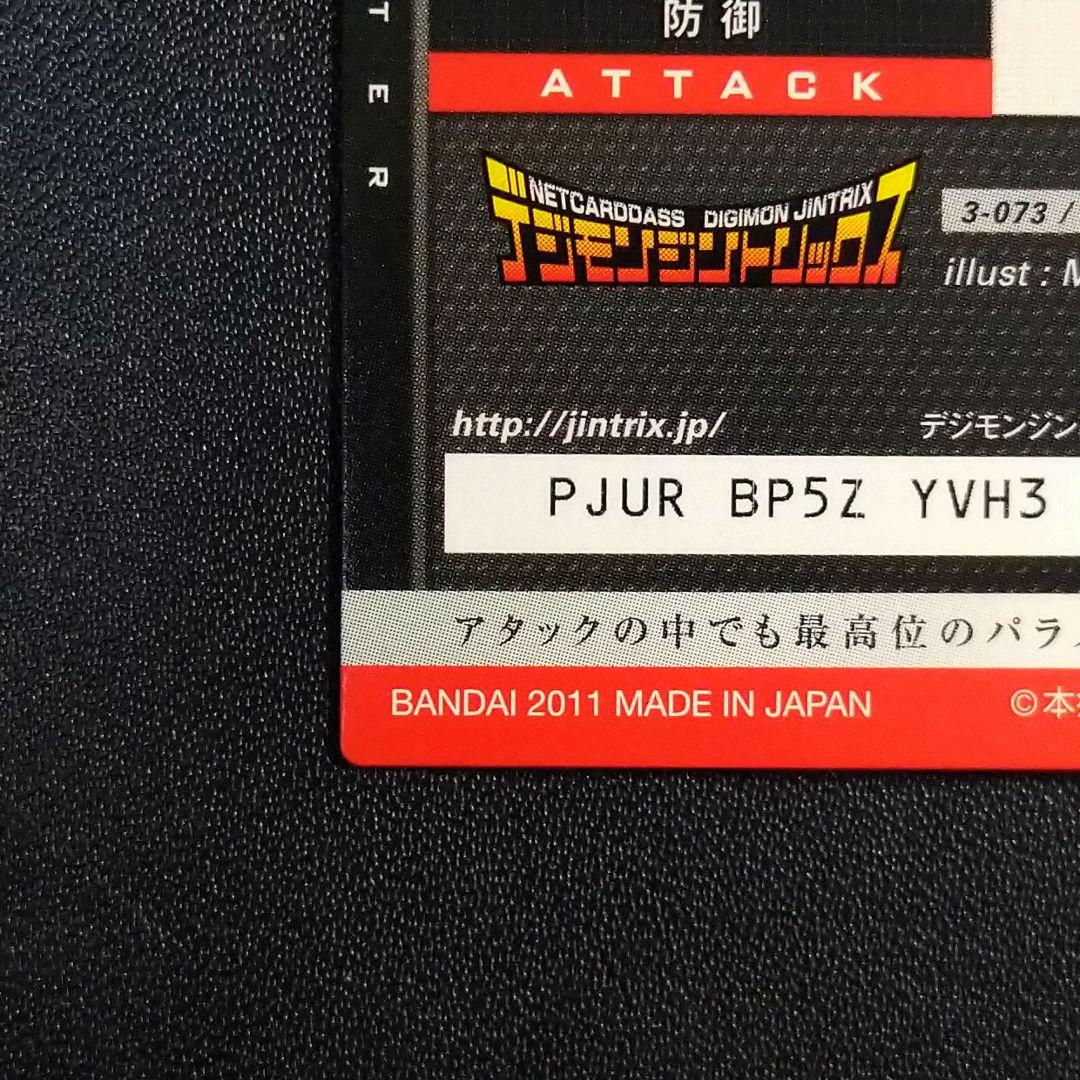 TER
防御
ATTACK
NETCARDDASS DIGIMON JINTRIX
デジモンジントリックス
3-073 /
illust : M
http://jintrix.jp/
デジモンジン
PJUR BP5Z YVH3
アタックの中でも最高位のパラ
BANDAI 2011 MADE IN JAPAN
©本